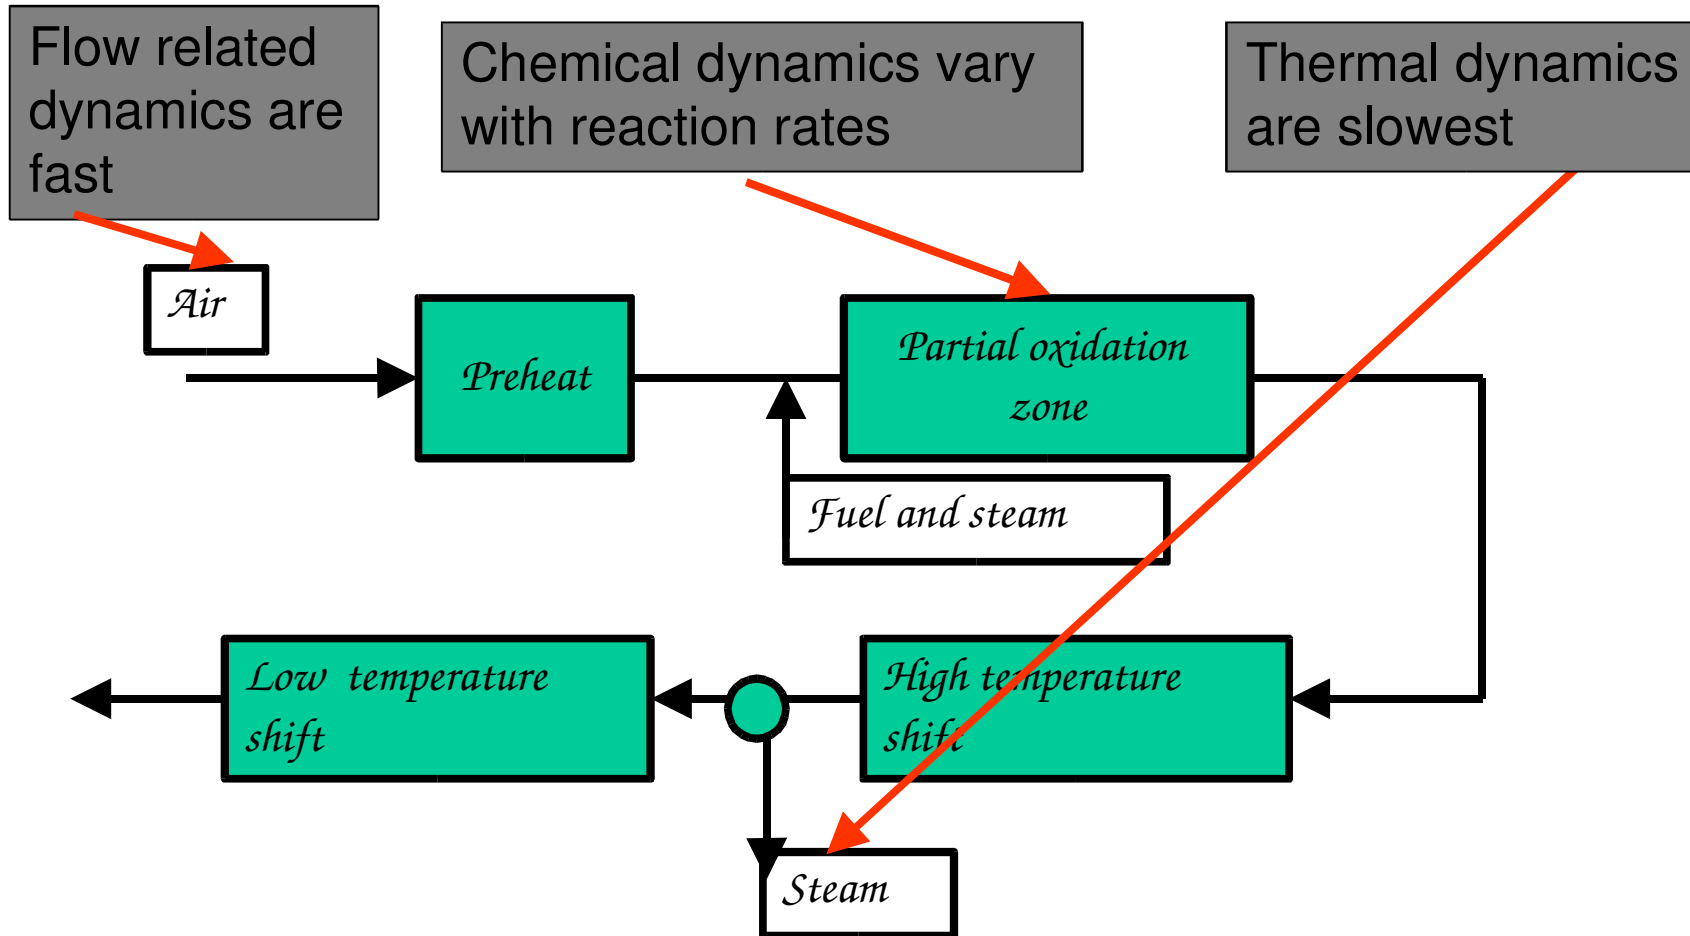 Flow related
dynamics are
fast
Chemical dynamics vary
with reaction rates
Thermal dynamics
are slowest
Air
Preheat
Partial oxidation
zone
Fuel and steam
Low temperature
shift
High temperature
shift
Steam